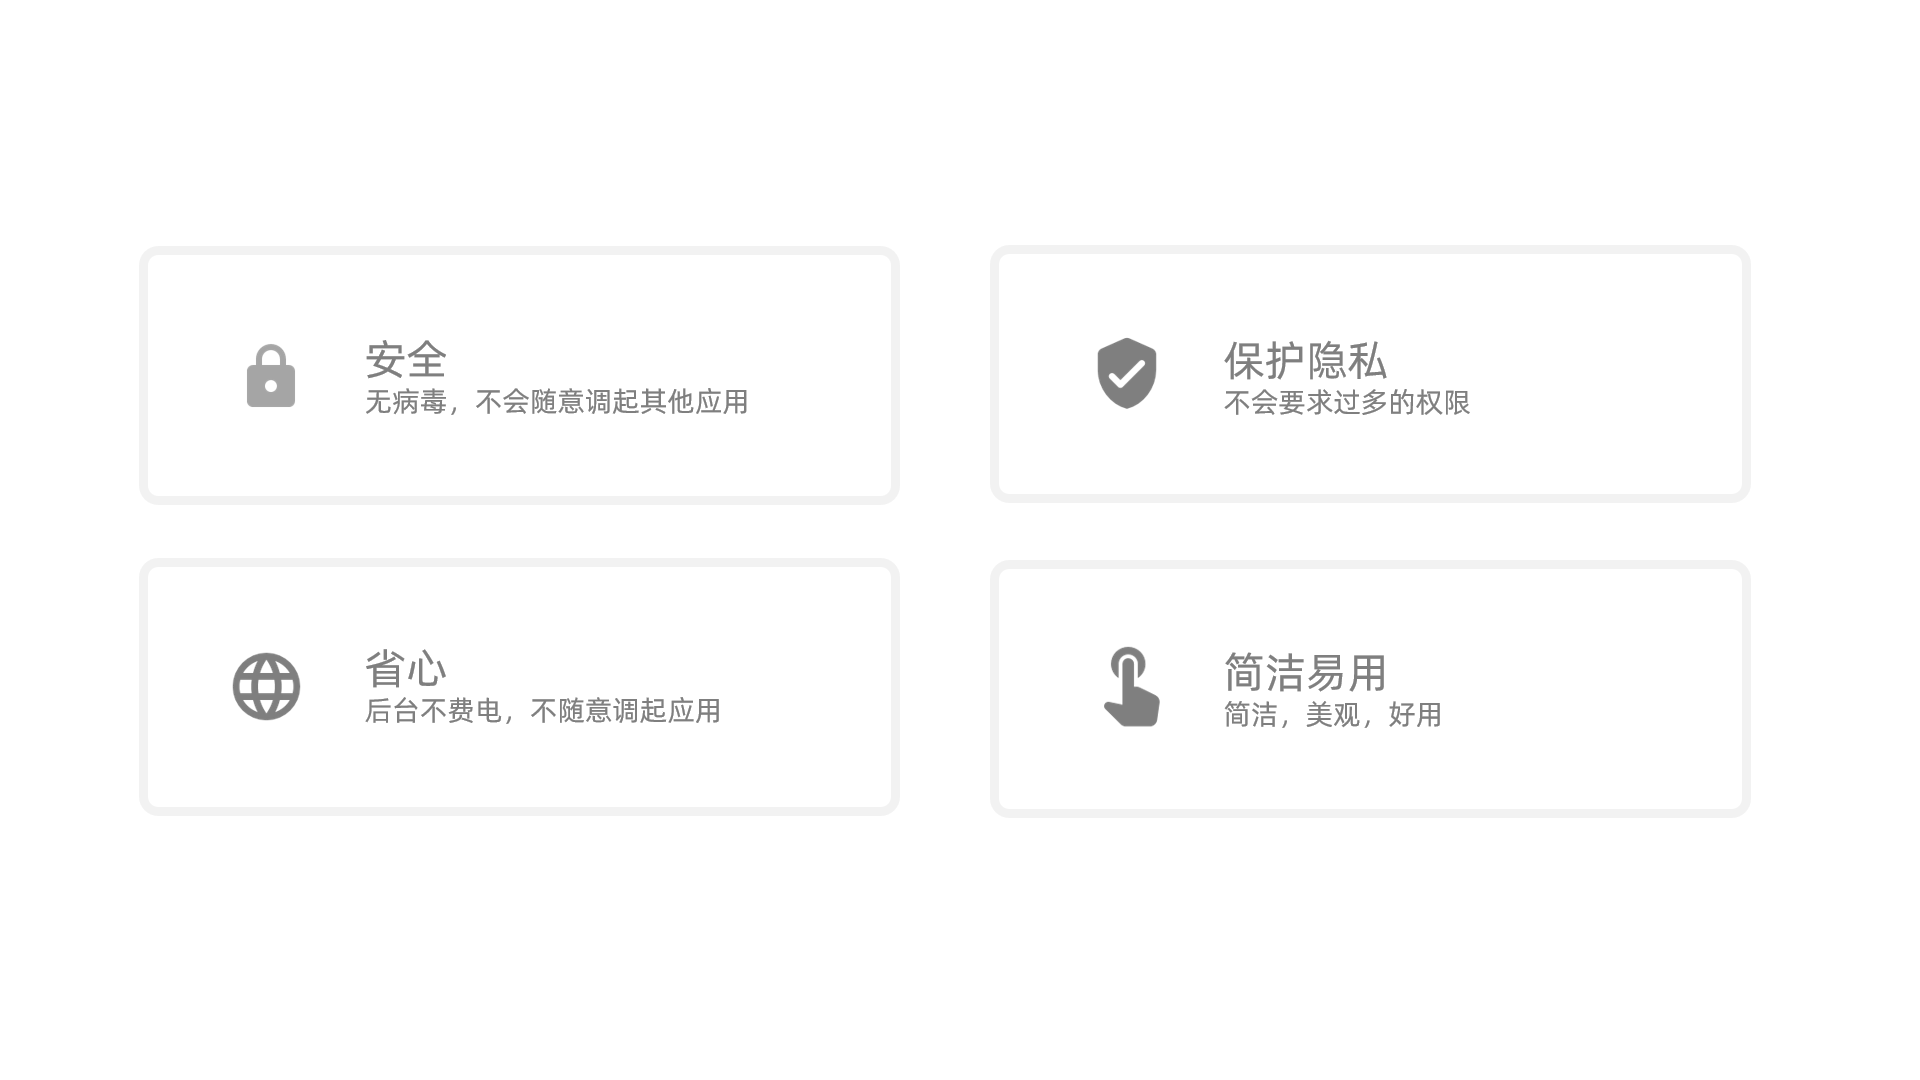 安全
无病毒，不会随意调起其他应用
保护隐私
不会要求过多的权限
省心
后台不费电，不随意调起应用
简洁易用
简洁，美观，好用